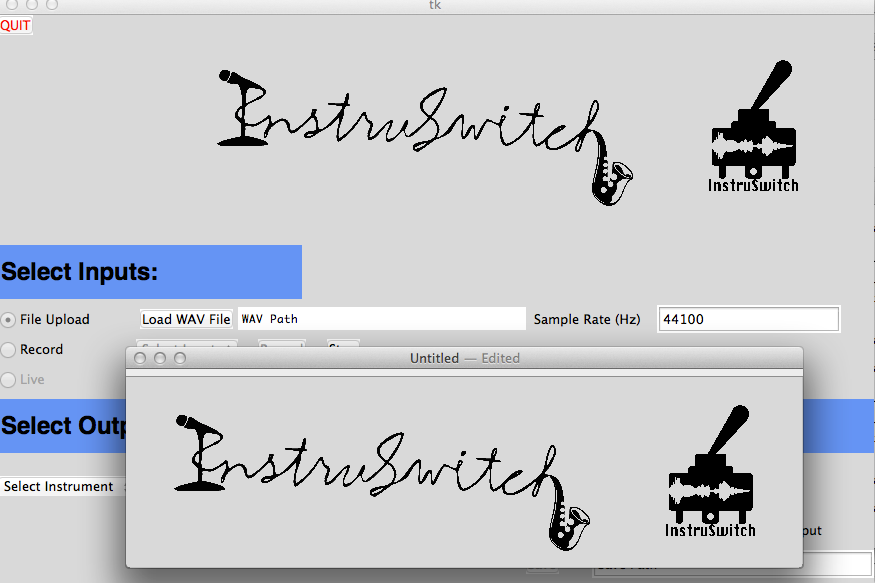 tk
QUIT
InstruSwitch
InstruSwitch
Select Inputs:
File Upload
Load WAV File
WAV Path
Sample Rate (Hz)
44100
Record
Untitled — Edited
Live
Select Outp
InstruSwitch
InstruSwitch
Select Instrument
put